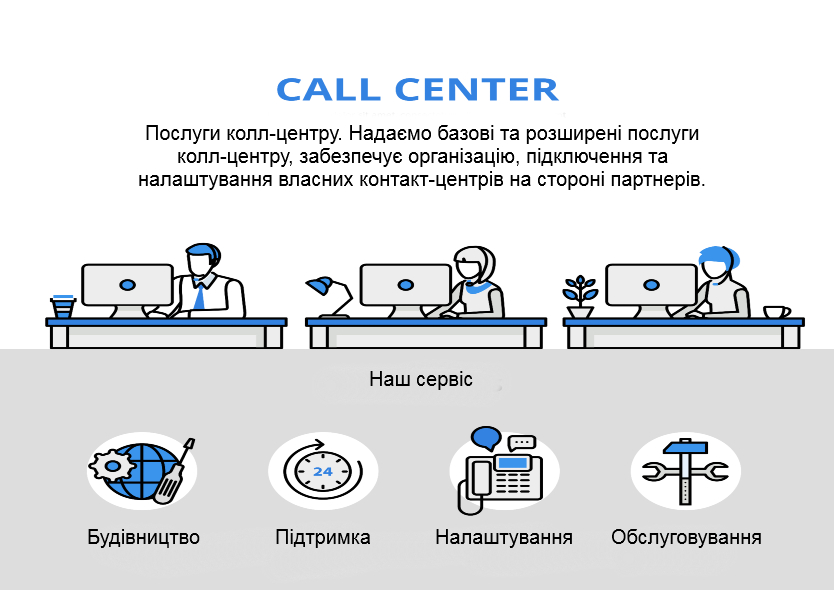 CALL CENTER
Послуги колл-центру. Надаємо базові та розширені послуги
колл-центру, забезпечує організацію, підключення та
налаштування власних контакт-центрів на стороні партнерів.
Наш сервіс
24
Будівництво
Підтримка
Налаштування
Обслуговування